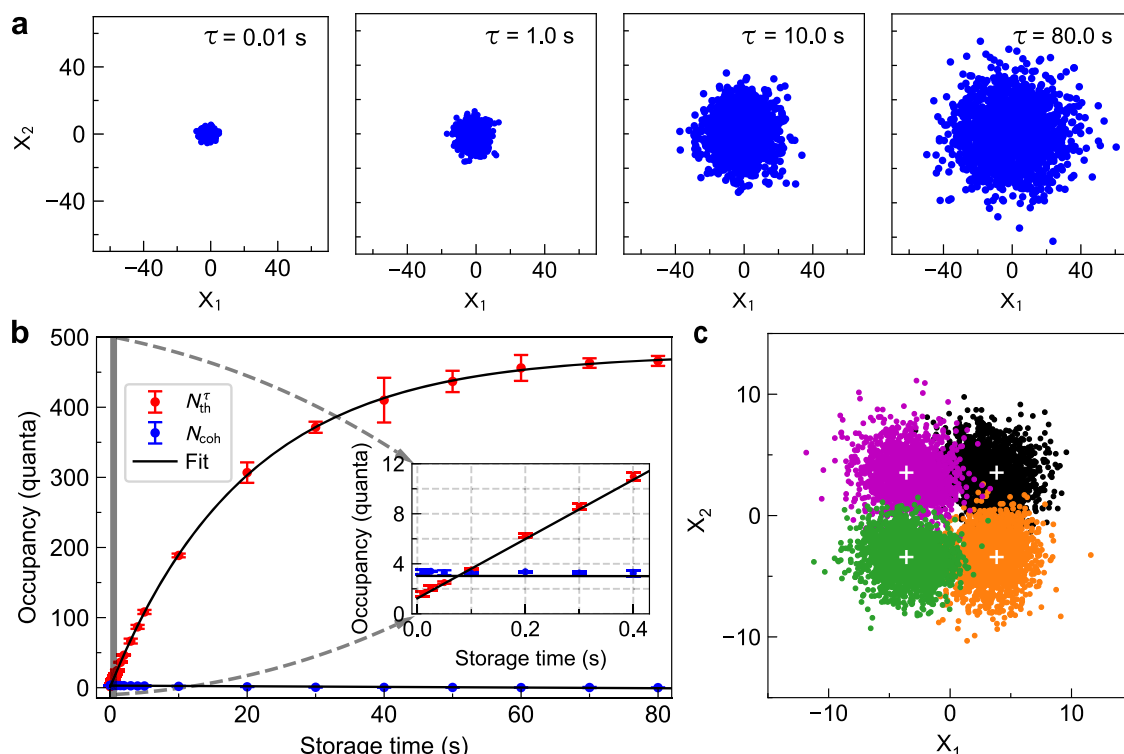 a
τ = 0.01 s
τ = 1.0 s
τ = 10.0 s
τ = 80.0 s
40
0
−40
X₂
−40 0 40
−40 0 40
−40 0 40
−40 0 40
X₁
X₁
X₁
X₁
b
500
400
300
200
100
0
Occupancy (quanta)
N_th^τ
N_coh
Fit
12
8
4
0
Occupancy (quanta)
0.0 0.2 0.4
Storage time (s)
0 20 40 60 80
Storage time (s)
c
10
0
−10
X₂
−10 0 10
X₁